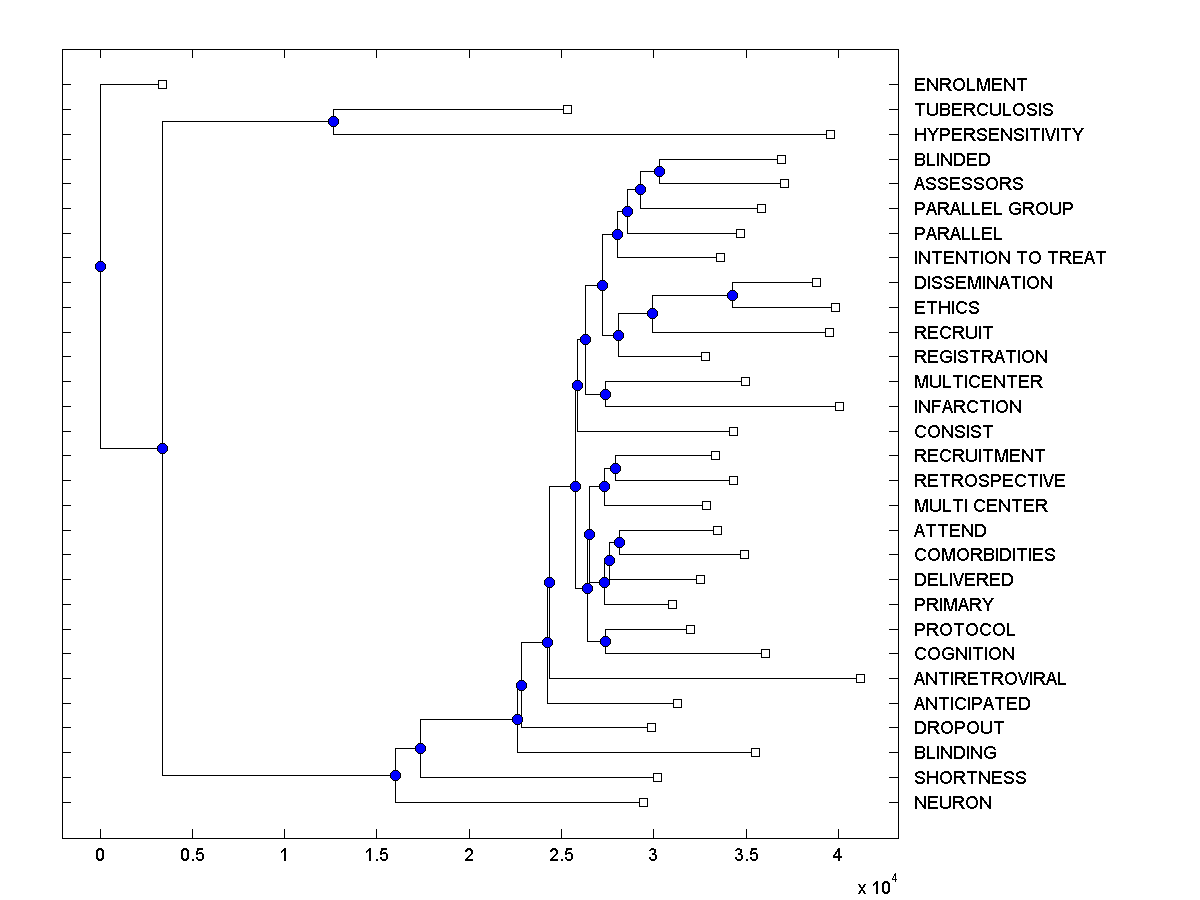 ENROLMENT
TUBERCULOSIS
HYPERSENSITIVITY
BLINDED
ASSESSORS
PARALLEL GROUP
PARALLEL
INTENTION TO TREAT
DISSEMINATION
ETHICS
RECRUIT
REGISTRATION
MULTICENTER
INFARCTION
CONSIST
RECRUITMENT
RETROSPECTIVE
MULTI CENTER
ATTEND
COMORBIDITIES
DELIVERED
PRIMARY
PROTOCOL
COGNITION
ANTIRETROVIRAL
ANTICIPATED
DROPOUT
BLINDING
SHORTNESS
NEURON
0 0.5 1 1.5 2 2.5 3 3.5 4
x 10^4